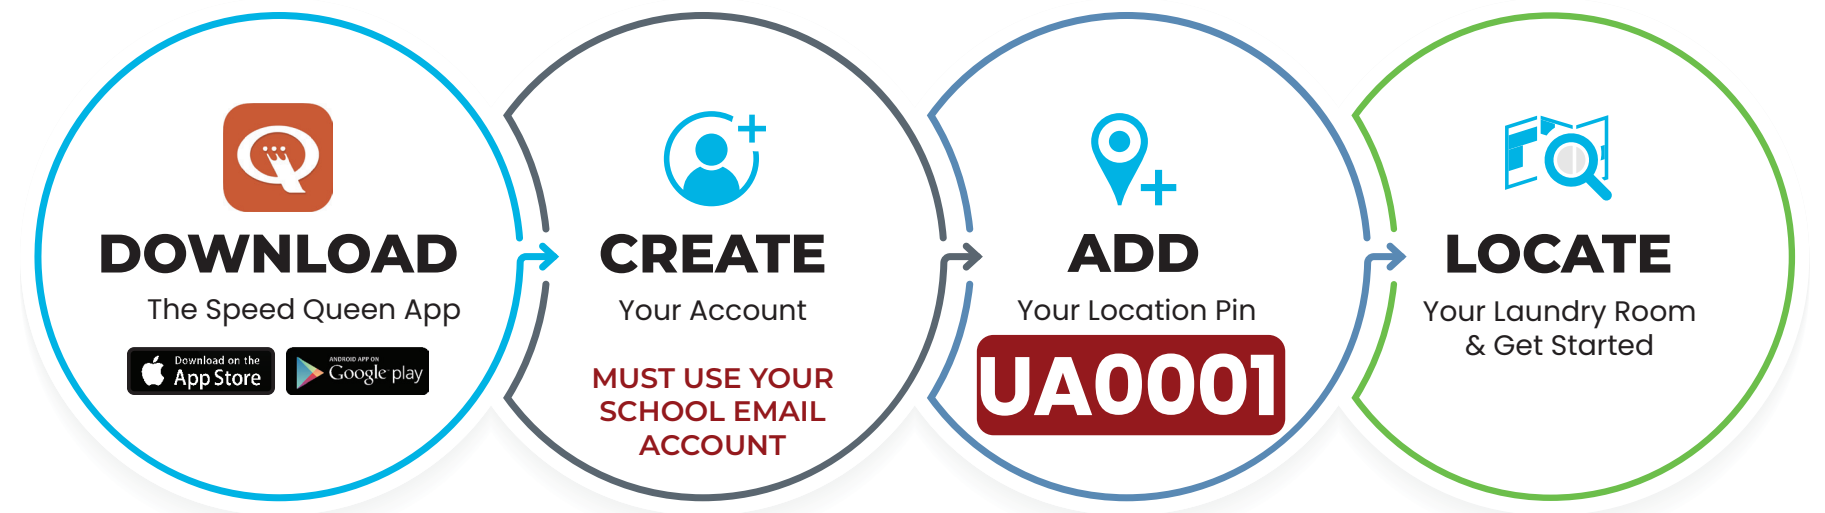 DOWNLOAD
The Speed Queen App
Download on the
App Store
ANDROID APP ON
Google play
CREATE
Your Account
MUST USE YOUR
SCHOOL EMAIL
ACCOUNT
ADD
Your Location Pin
UA0001
LOCATE
Your Laundry Room
& Get Started